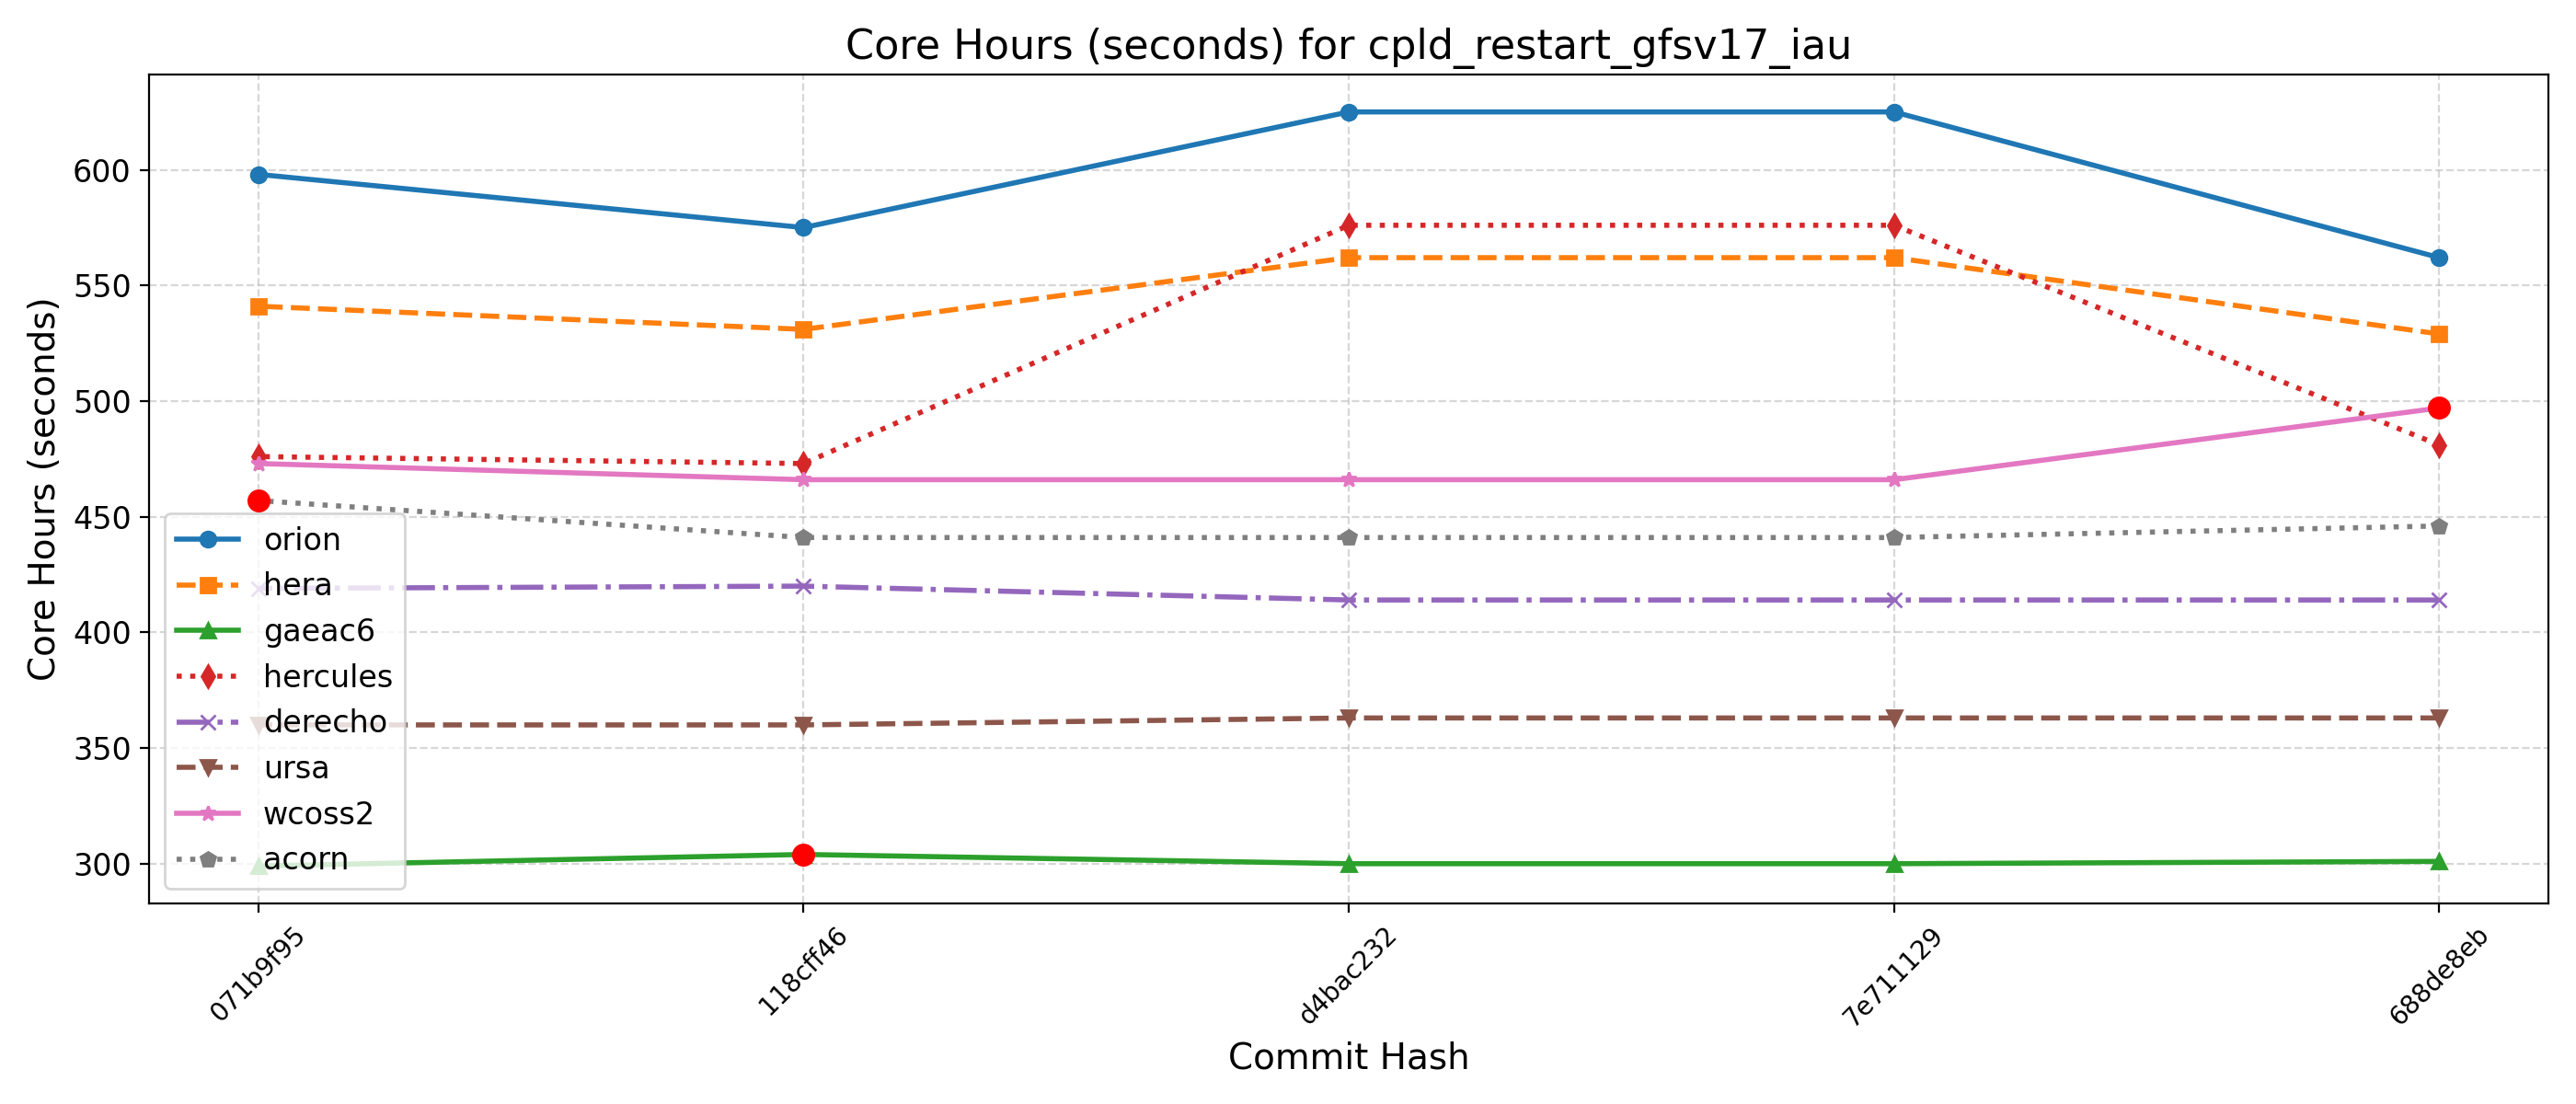 Core Hours (seconds) for cpld_restart_gfsv17_iau
Core Hours (seconds)
600
550
500
450
400
350
300
orion
hera
gaeac6
hercules
derecho
ursa
wcoss2
acorn
071b9f95
118cff46
d4bac232
7e711129
688de8eb
Commit Hash